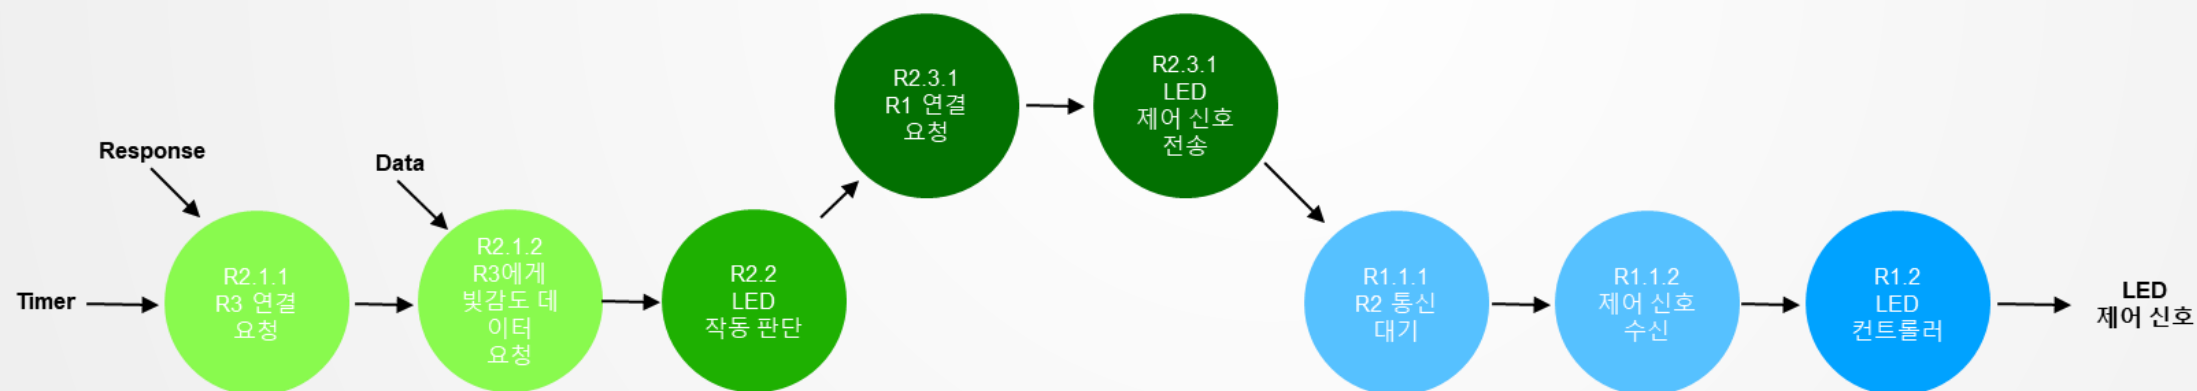 Timer
Response
R2.1.1
R3 연결
요청
Data
R2.1.2
R3에게
빛감도 데
이터
요청
R2.2
LED
작동 판단
R2.3.1
R1 연결
요청
R2.3.1
LED
제어 신호
전송
R1.1.1
R2 통신
대기
R1.1.2
제어 신호
수신
R1.2
LED
컨트롤러
LED
제어 신호